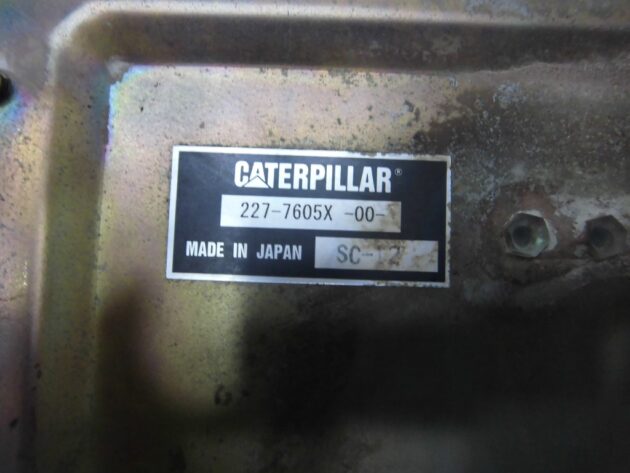 CATERPILLAR®
227-7605X -00-
MADE IN JAPAN